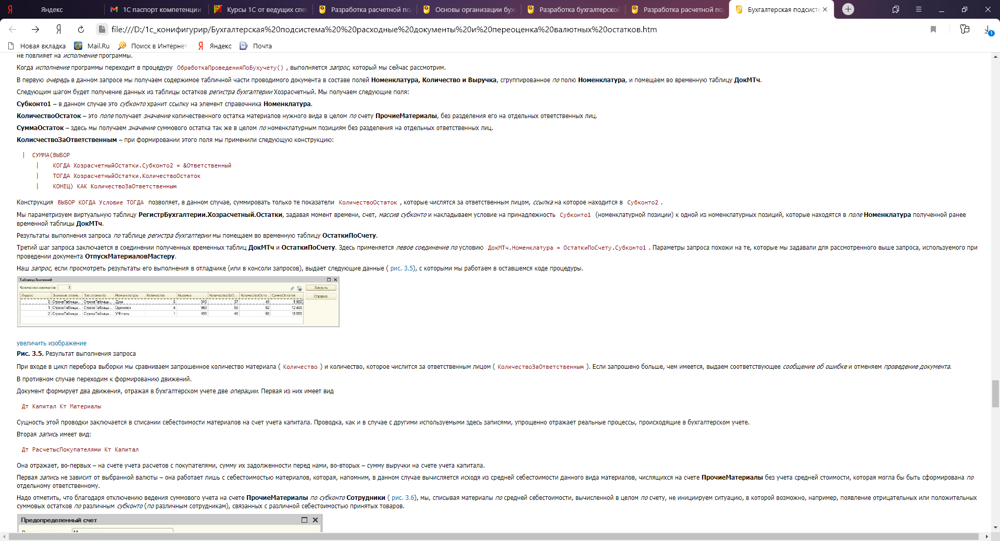 Яндекс
1С паспорт компетенции
Курсы 1С от ведущих спе
Разработка расчетной по
Основы организации бух
Разработка бухгалтерской
Разработка расчетной по
Бухгалтерская подсисте
file:///D:/1с_конифигурир/Бухгалтерская%20подсистема%20%20расходные%20документы%20и%20переоценка%20валютных%20остатков.htm
1
Новая вкладка
Mail.Ru
Поиск в Интернет
Яндекс
Почта
не повлияет на исполнение программы.
Когда исполнение программы переходит в процедуру ОбработкаПроведенияПоБухучету() , выполняется запрос, который мы сейчас рассмотрим.
В первую очередь в данном запросе мы получаем содержимое табличной части проводимого документа в составе полей Номенклатура, Количество и Выручка, сгруппированное по полю Номенклатура, и помещаем во временную таблицу ДокМТч.
Следующим шагом будет получение данных из таблицы остатков регистра бухгалтерии Хозрасчетный. Мы получаем следующие поля:
Субконто1 – в данном случае это субконто хранит ссылку на элемент справочника Номенклатура.
КоличествоОстаток – это поле получает значение количественного остатка материалов нужного вида в целом по счету ПрочиеМатериалы, без разделения его на отдельных ответственных лиц.
СуммаОстаток – здесь мы получаем значение суммового остатка так же в целом по номенклатурным позициям без разделения на отдельных ответственных лиц.
КолисчествоЗаОтветственным – при формировании этого поля мы применили следующую конструкцию:
| СУММА(ВЫБОР
| КОГДА ХозрасчетныйОстатки.Субконто2 = &Ответственный
| ТОГДА ХозрасчетныйОстатки.КоличествоОстаток
| КОНЕЦ) КАК КоличествоЗаОтветственным
Конструкция ВЫБОР КОГДА Условие ТОГДА позволяет, в данном случае, суммировать только те показатели КоличествоОстаток , которые числятся за ответственным лицом, ссылка на которое находится в Субконто2 .
Мы параметризуем виртуальную таблицу РегистрБухгалтерии.Хозрасчетный.Остатки, задавая момент времени, счет, массив субконто и накладываем условие на принадлежность Субконто1 (номенклатурной позиции) к одной из номенклатурных позиций, которые находятся в поле Номенклатура полученной ранее
временной таблицы ДокМТч.
Результаты выполнения запроса по таблице регистра бухгалтерии мы помещаем во временную таблицу ОстаткиПоСчету.
Третий шаг запроса заключается в соединении полученных временных таблиц ДокМТч и ОстаткиПоСчету. Здесь применяется левое соединение по условию ДокМТч.Номенклатура = ОстаткиПоСчету.Субконто1 . Параметры запроса похожи на те, которые мы задавали для рассмотренного выше запроса, используемого при
проведении документа ОтпускМатериаловМастеру.
Наш запрос, если просмотреть результаты его выполнения в отладчике (или в консоли запросов), выдает следующие данные ( рис. 3.5), с которыми мы работаем в оставшемся коде процедуры.
ТаблицаЗначений
Количество элементов: 3
Закрыть
Индекс Значение элеме... Тип элемента Номенклатура Количество Выручка КоличествоЗаО... КоличествоОста... СуммаОстаток
Справка
0 СтрокаТаблицы... СтрокаТаблицы... Духи 6 910 37 49 5 800
1 СтрокаТаблицы... СтрокаТаблицы... Одеколон 4 960 50 62 12 400
2 СтрокаТаблицы... СтрокаТаблицы... УФ-гель 1 400 48 60 18 000
увеличить изображение
Рис. 3.5. Результат выполнения запроса
При входе в цикл перебора выборки мы сравниваем запрошенное количество материала ( Количество ) и количество, которое числится за ответственным лицом ( КоличествоЗаОтветственным ). Если запрошено больше, чем имеется, выдаем соответствующее сообщение об ошибке и отменяем проведение документа.
В противном случае переходим к формированию движений.
Документ формирует два движения, отражая в бухгалтерском учете две операции. Первая из них имеет вид
Дт Капитал Кт Материалы
Сущность этой проводки заключается в списании себестоимости материалов на счет учета капитала. Проводка, как и в случае с другими используемыми здесь записями, упрощенно отражает реальные процессы, происходящие в бухгалтерском учете.
Вторая запись имеет вид:
Дт РасчетысПокупателями Кт Капитал
Она отражает, во-первых – на счете учета расчетов с покупателями, сумму их задолженности перед нами, во-вторых – сумму выручки на счете учета капитала.
Первая запись не зависит от выбранной валюты – она работает лишь с себестоимостью материалов, которая, напомним, в данном случае вычисляется исходя из средней себестоимости данного вида материалов, числящихся на счете ПрочиеМатериалы без учета средней стоимости, которая могла бы быть сформирована по
отдельному ответственному.
Надо отметить, что благодаря отключению ведения суммового учета на счете ПрочиеМатериалы по субконто Сотрудники ( рис. 3.6), мы, списывая материалы по средней себестоимости, вычисленной в целом по счету, не инициируем ситуацию, в которой возможно, например, появление отрицательных или положительных
суммовых остатков по различным субконто (по различным сотрудникам), связанных с различной себестоимостью принятых товаров.
Предопределенный счет